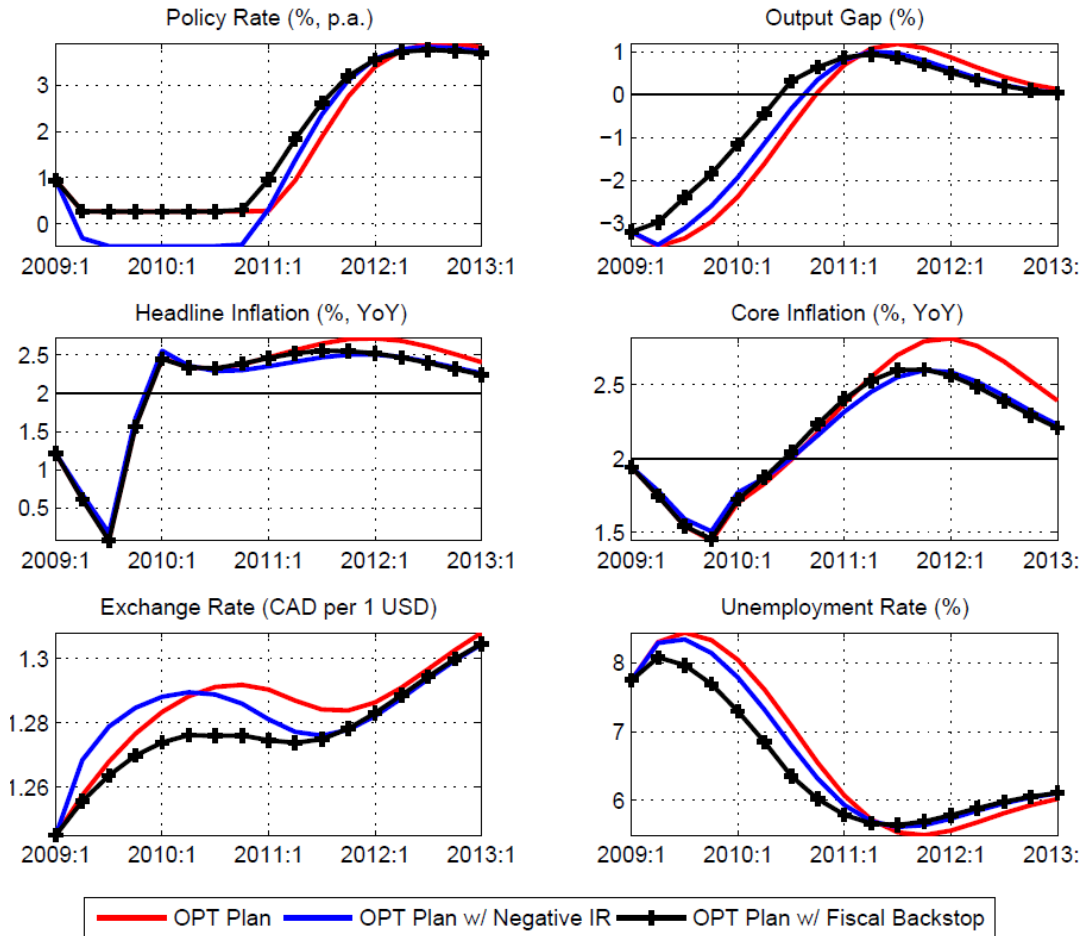 Policy Rate (%, p.a.)
3
2
1
0
2009:1 2010:1 2011:1 2012:1 2013:1
Output Gap (%)
1
0
−1
−2
−3
2009:1 2010:1 2011:1 2012:1 2013:
Headline Inflation (%, YoY)
2.5
2
1.5
1
0.5
2009:1 2010:1 2011:1 2012:1 2013:1
Core Inflation (%, YoY)
2.5
2
1.5
2009:1 2010:1 2011:1 2012:1 2013:
Exchange Rate (CAD per 1 USD)
1.3
1.28
1.26
2009:1 2010:1 2011:1 2012:1 2013:1
Unemployment Rate (%)
8
7
6
2009:1 2010:1 2011:1 2012:1 2013:
OPT Plan OPT Plan w/ Negative IR OPT Plan w/ Fiscal Backstop